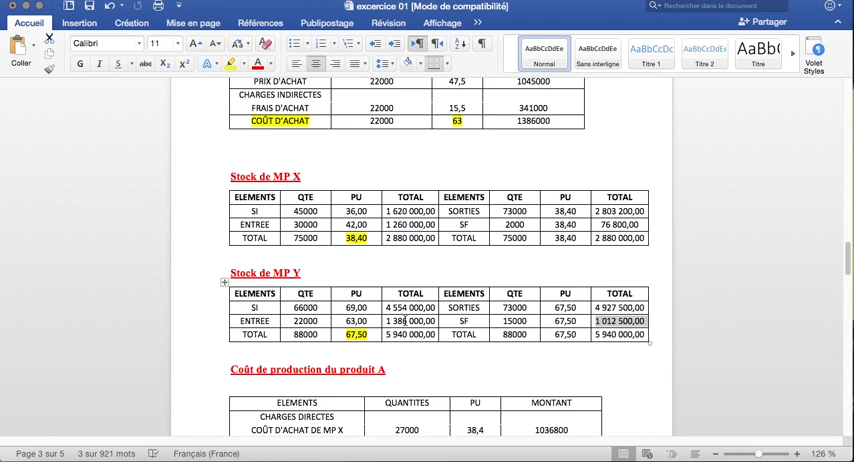 excercice 01 [Mode de compatibilité]
Rechercher dans le document
Accueil Insertion Création Mise en page Références Publipostage Révision Affichage
Partager
Coller
Calibri 11
G I S abc X₂ X²
AaBbCcDdEe AaBbCcDdEe AaBbCcDc AaBbCcDdEe AaBb(
Normal Sans interligne Titre 1 Titre 2 Titre
Volet Styles
PRIX D'ACHAT 22000 47,5 1045000
CHARGES INDIRECTES
FRAIS D'ACHAT 22000 15,5 341000
COÛT D'ACHAT 22000 63 1386000
Stock de MP X
ELEMENTS QTE PU TOTAL ELEMENTS QTE PU TOTAL
SI 45000 36,00 1 620 000,00 SORTIES 73000 38,40 2 803 200,00
ENTREE 30000 42,00 1 260 000,00 SF 2000 38,40 76 800,00
TOTAL 75000 38,40 2 880 000,00 TOTAL 75000 38,40 2 880 000,00
Stock de MP Y
ELEMENTS QTE PU TOTAL ELEMENTS QTE PU TOTAL
SI 66000 69,00 4 554 000,00 SORTIES 73000 67,50 4 927 500,00
ENTREE 22000 63,00 1 386 000,00 SF 15000 67,50 1 012 500,00
TOTAL 88000 67,50 5 940 000,00 TOTAL 88000 67,50 5 940 000,00
Coût de production du produit A
ELEMENTS QUANTITES PU MONTANT
CHARGES DIRECTES
COÛT D'ACHAT DE MP X 27000 38,4 1036800
Page 3 sur 5 3 sur 921 mots Français (France) 126 %